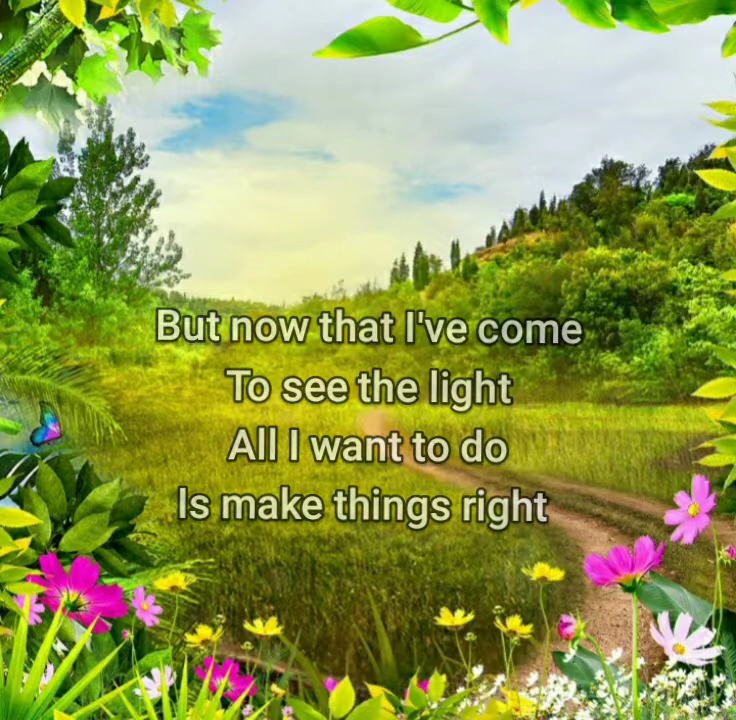 But now that I've come
To see the light
All I want to do
Is make things right